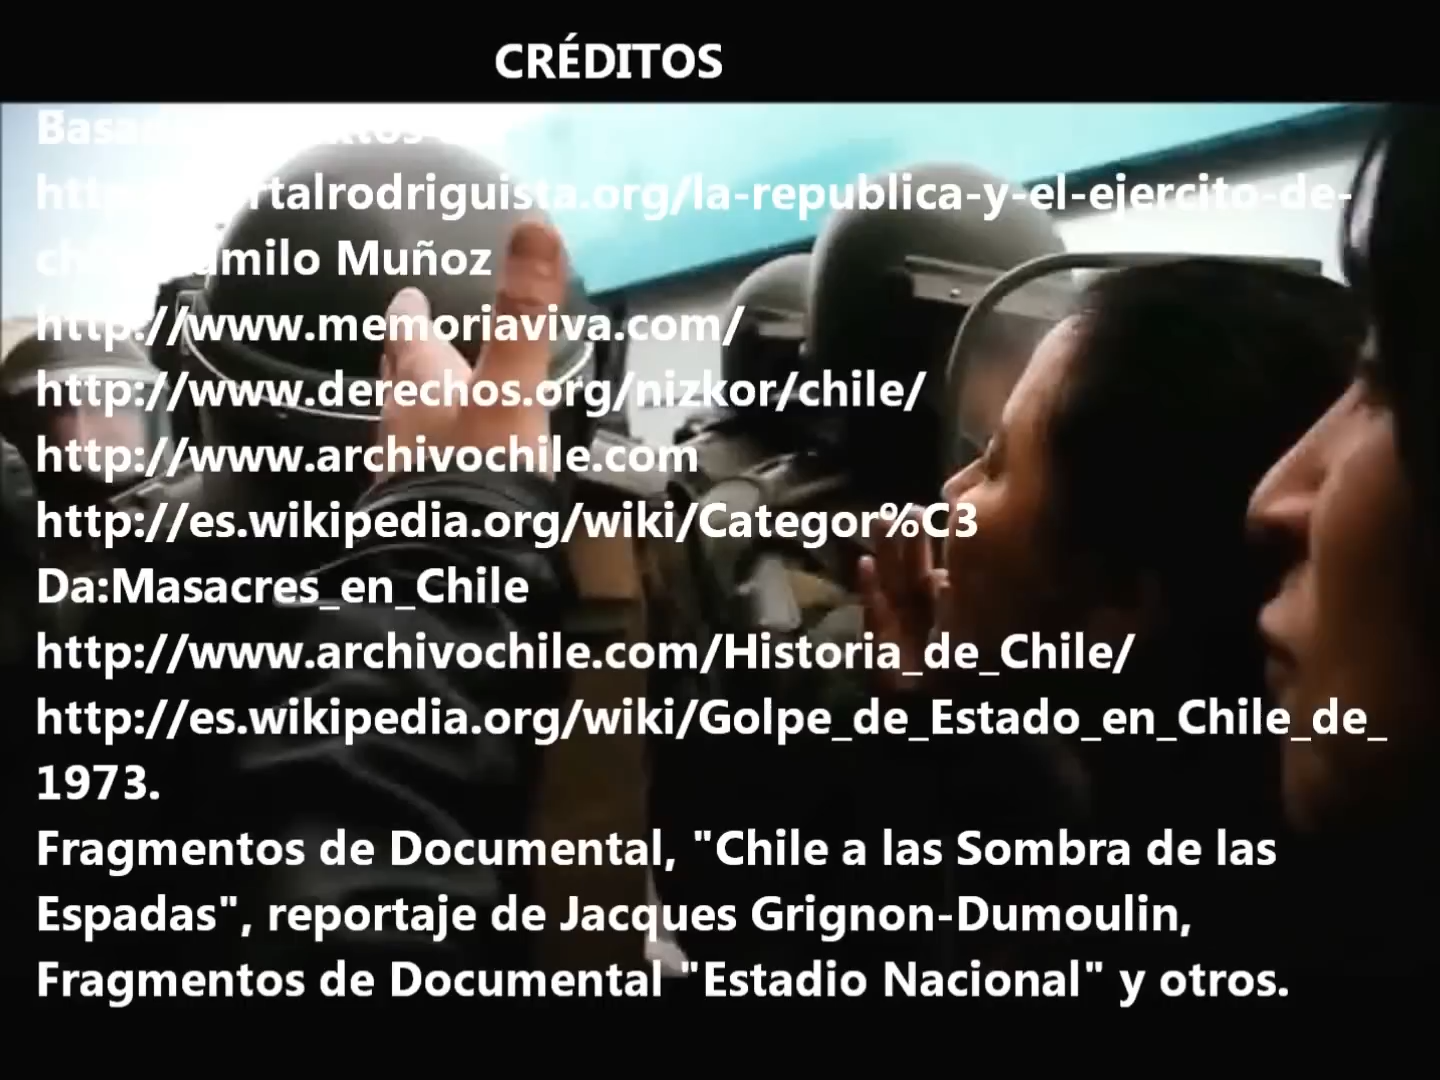 CRÉDITOS
http rtalrodriguista.org/la-republica-y-el-ejercito-de-
Muñoz
http://www.memoriaviva.com/
http://www.derechos.org/nizkor/chile/
http://www.archivochile.com
http://es.wikipedia.org/wiki/Categor%C3
Da:Masacres_en_Chile
http://www.archivochile.com/Historia_de_Chile/
http://es.wikipedia.org/wiki/Golpe_de_Estado_en_Chile_de_
1973.
Fragmentos de Documental, "Chile a las Sombra de las
Espadas", reportaje de Jacques Grignon-Dumoulin,
Fragmentos de Documental "Estadio Nacional" y otros.